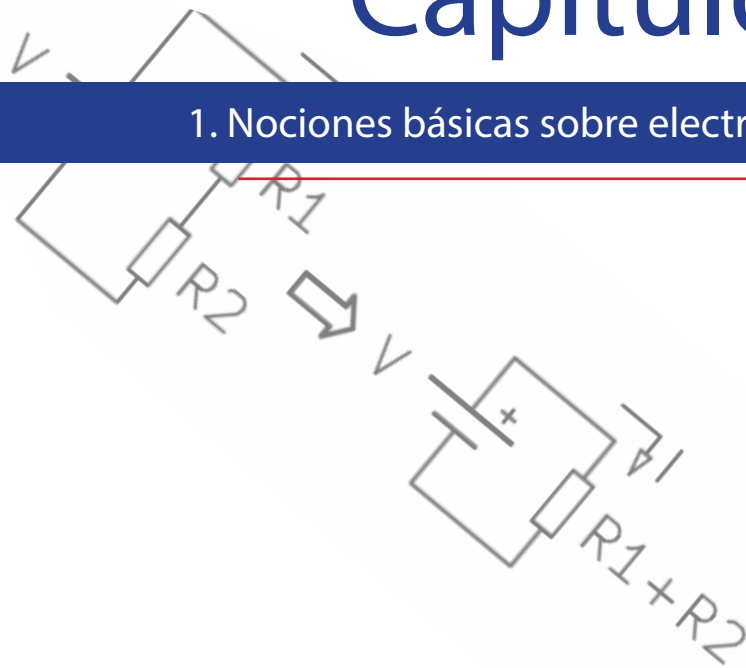 Capítulo
1. Nociones básicas sobre electr
V
R1
R2
V
+
I
R1+R2